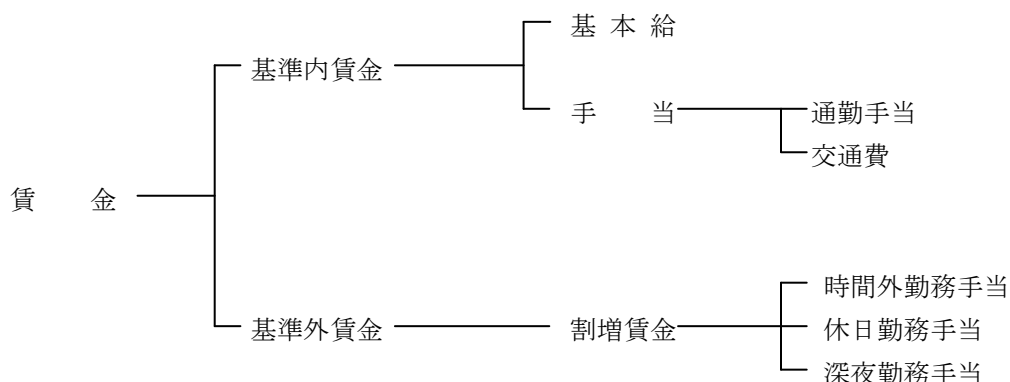 基 本 給
基準内賃金
手 当 通勤手当
交通費
賃 金
時間外勤務手当
基準外賃金 割増賃金 休日勤務手当
深夜勤務手当